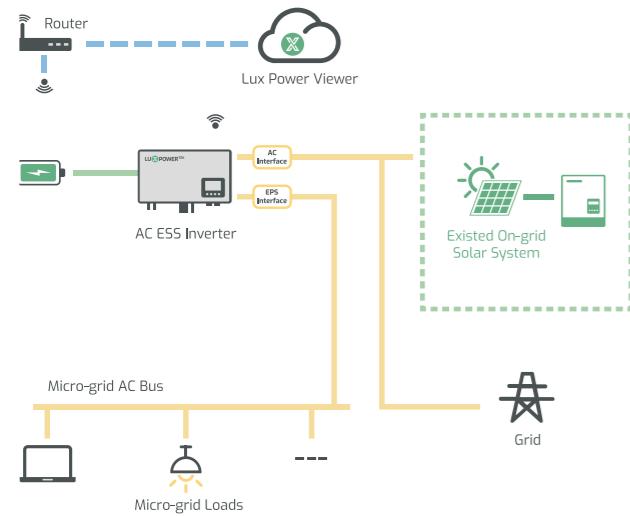 Router
Lux Power Viewer
LUXPOWER
AC
Interface
EPS
Interface
AC ESS Inverter
Existed On-grid
Solar System
Micro-grid AC Bus
Grid
Micro-grid Loads